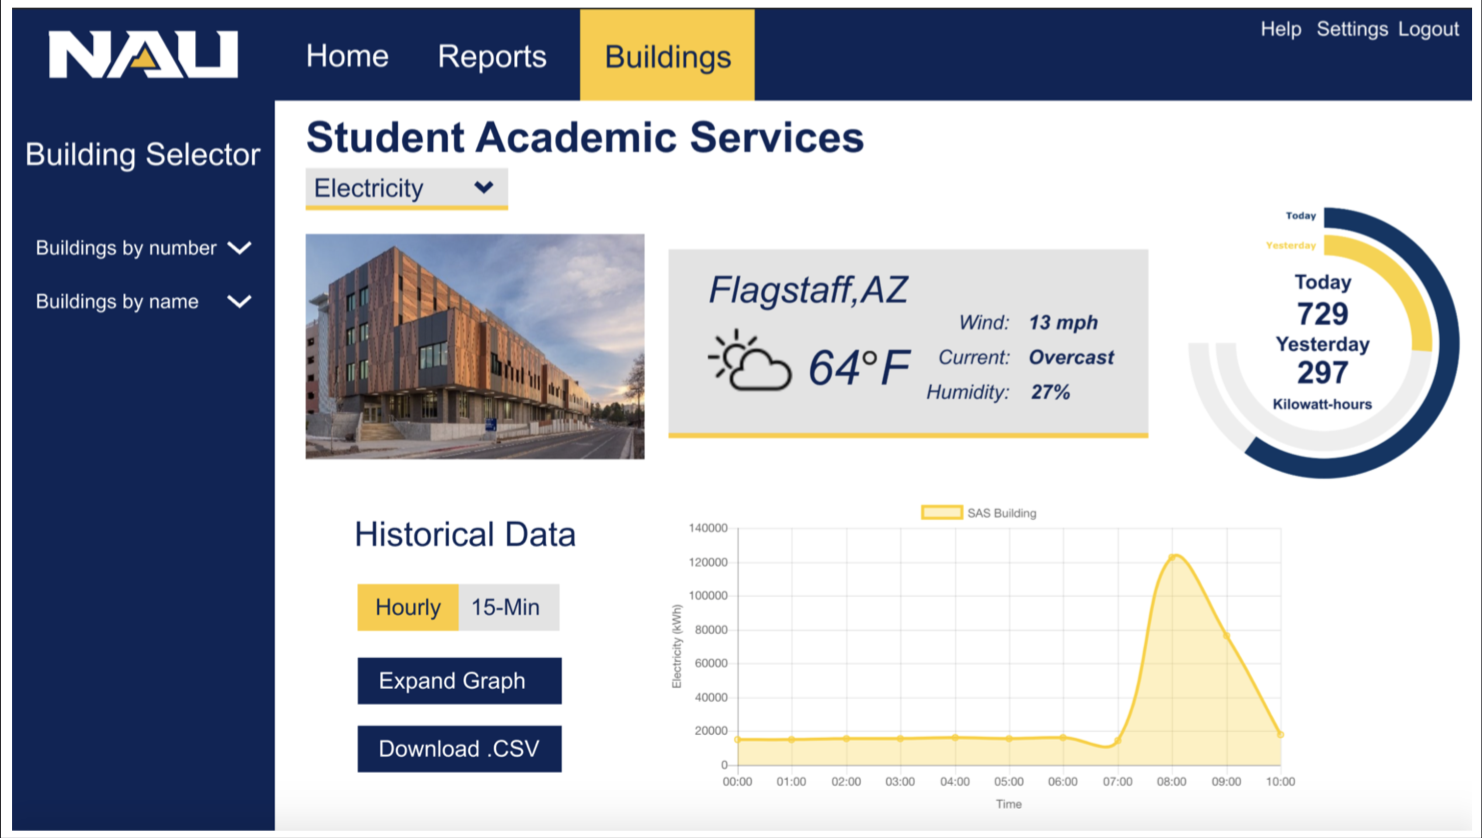 NAU
Home
Reports
Buildings
Help
Settings
Logout
Building Selector
Buildings by number
Buildings by name
Student Academic Services
Electricity
Flagstaff,AZ
64°F
Wind: 13 mph
Current: Overcast
Humidity: 27%
Today
Yesterday
Today
729
Yesterday
297
Kilowatt-hours
Historical Data
Hourly
15-Min
Expand Graph
Download .CSV
SAS Building
Electricity (kWh)
140000
120000
100000
80000
60000
40000
20000
0
00:00
01:00
02:00
03:00
04:00
05:00
06:00
07:00
08:00
09:00
10:00
Time